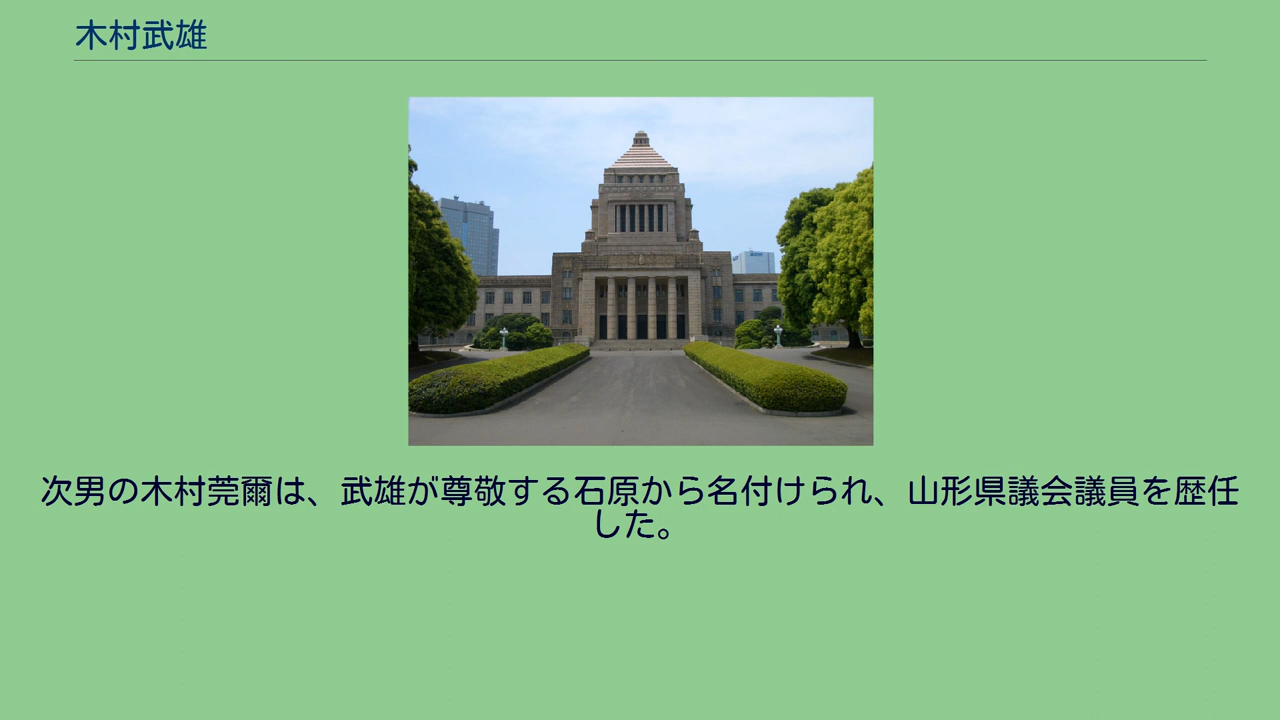 木村武雄
次男の木村莞爾は、武雄が尊敬する石原から名付けられ、山形県議会議員を歴任
した。